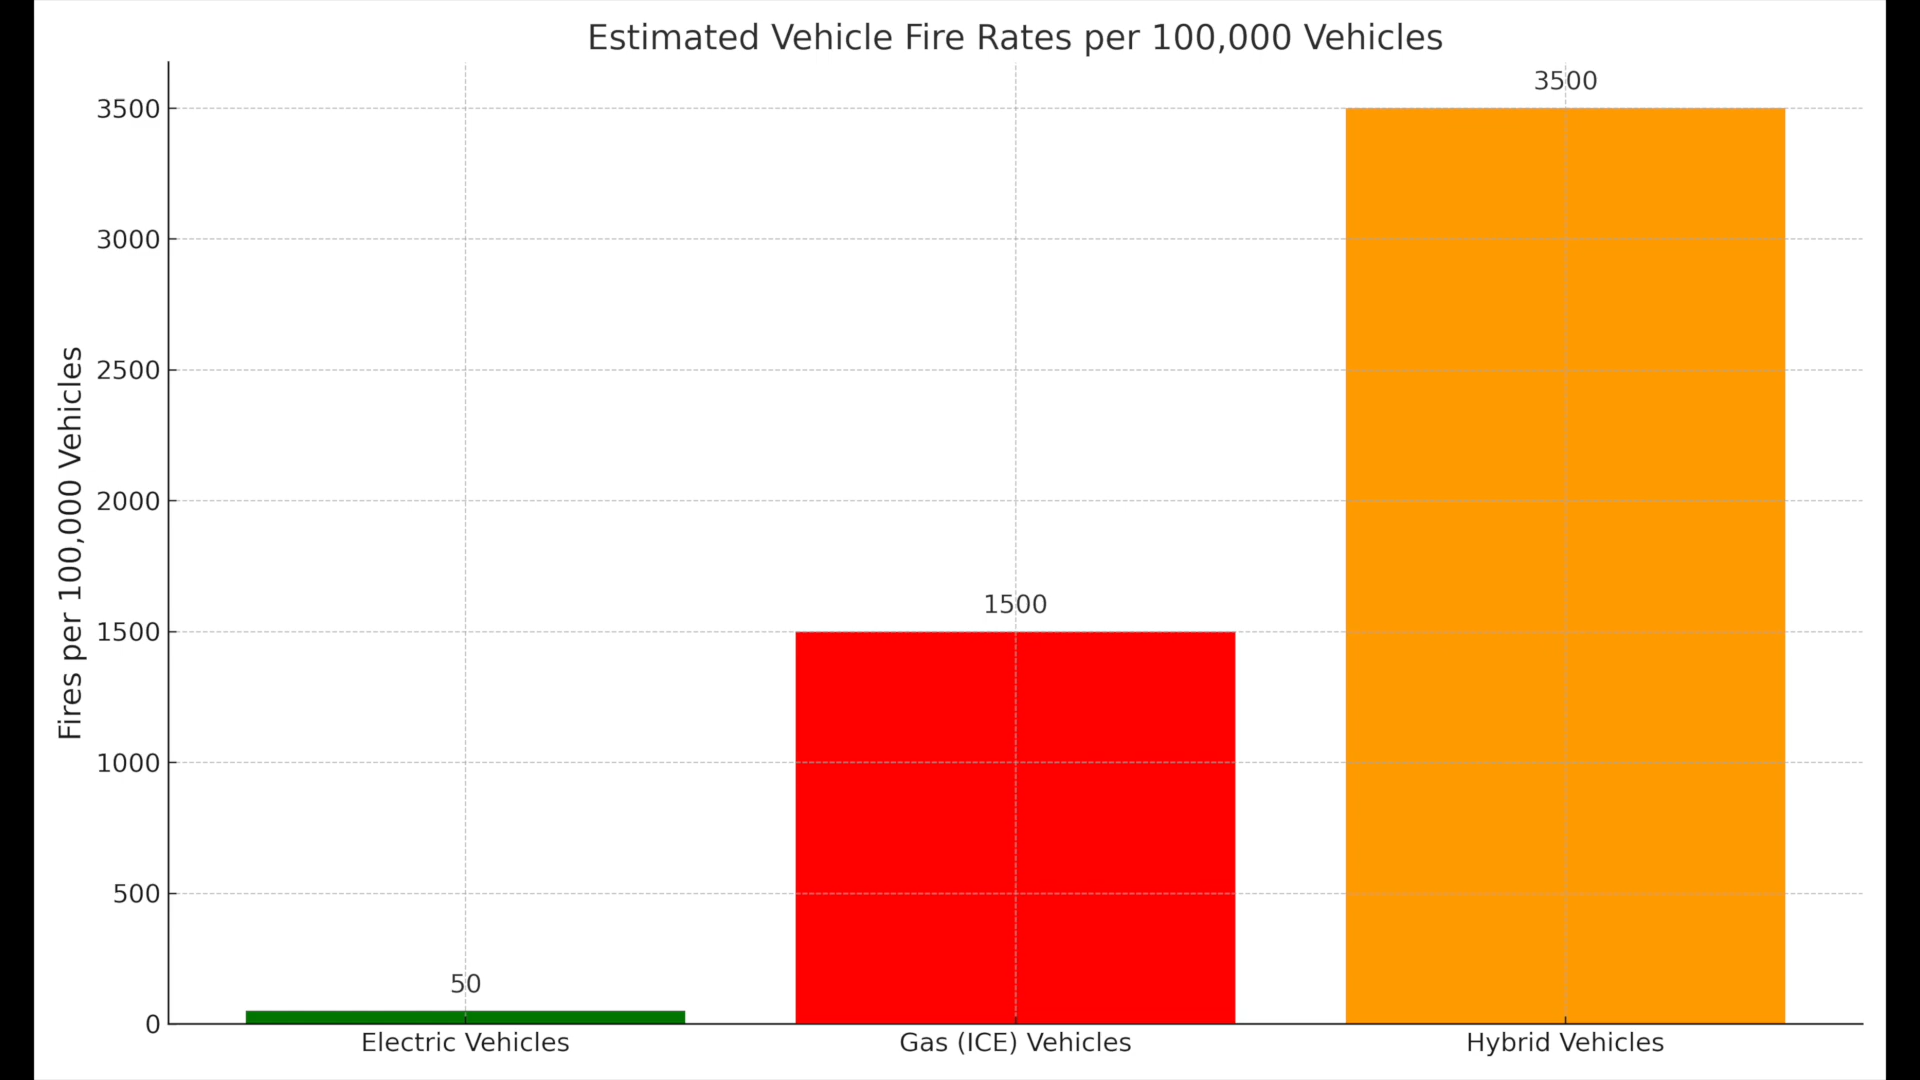 Estimated Vehicle Fire Rates per 100,000 Vehicles
Fires per 100,000 Vehicles
3500
3000
2500
2000
1500
1000
500
0
50
1500
3500
Electric Vehicles
Gas (ICE) Vehicles
Hybrid Vehicles